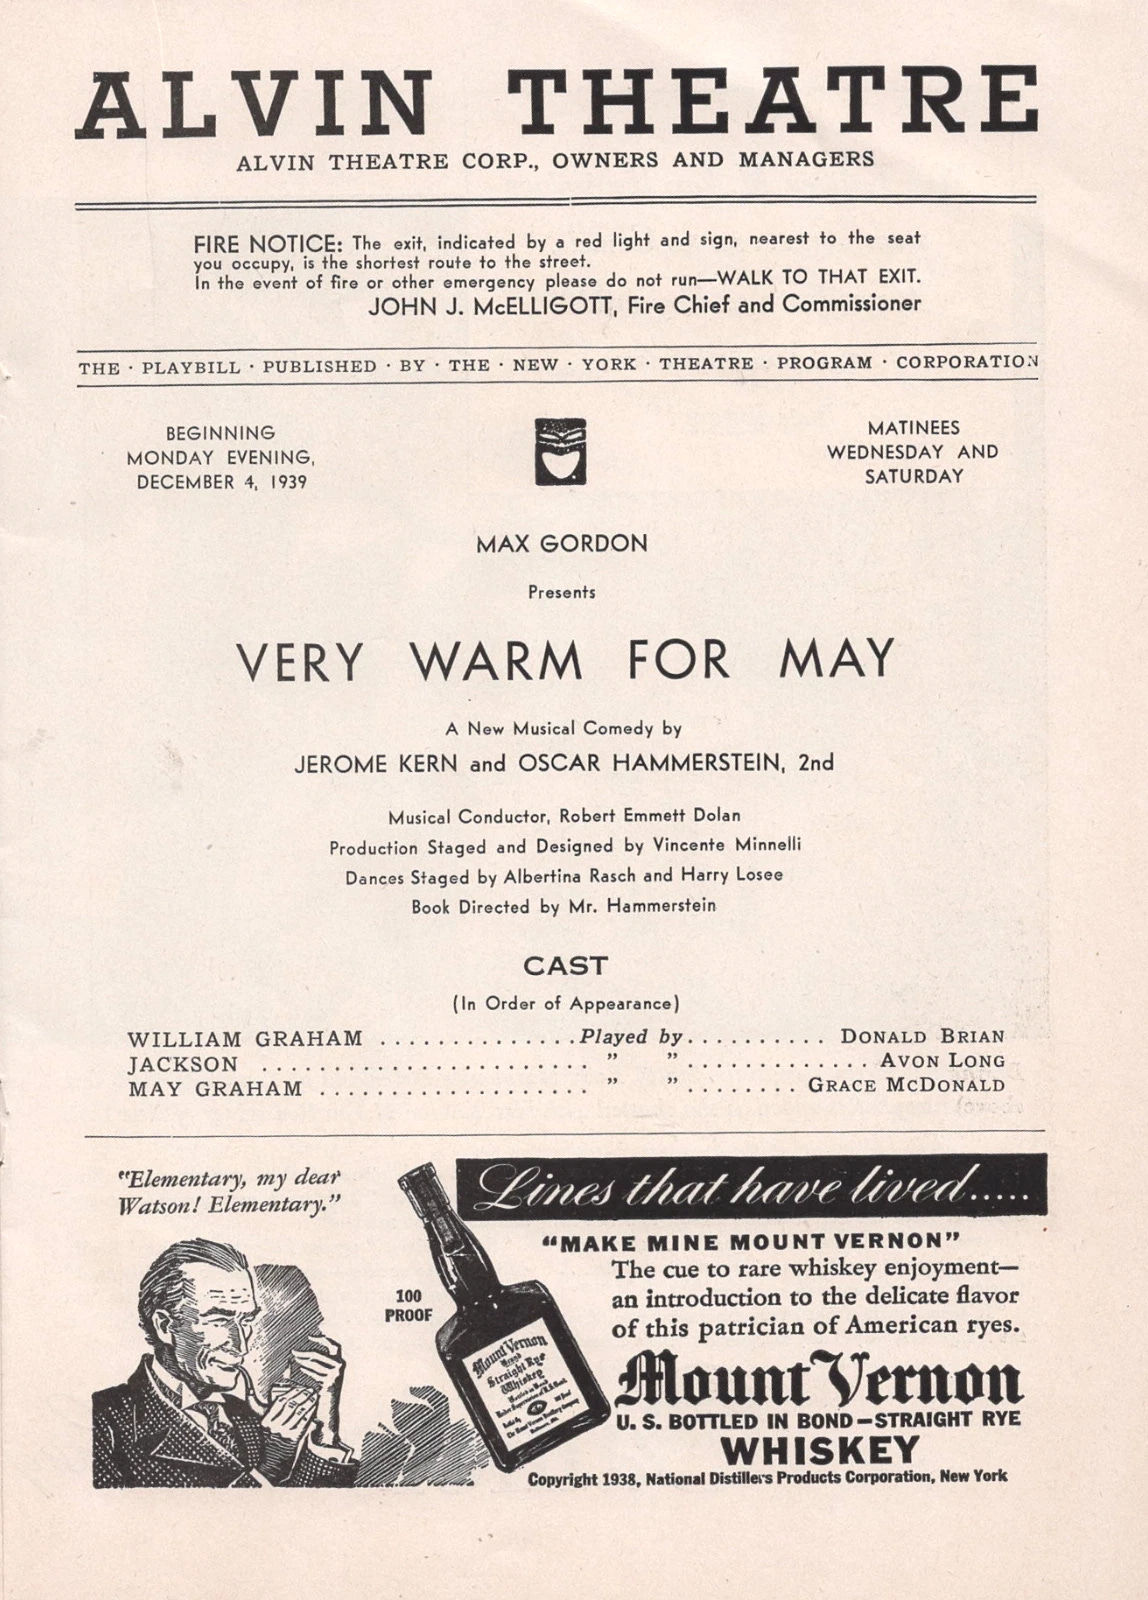 ALVIN THEATRE
ALVIN THEATRE CORP., OWNERS AND MANAGERS
FIRE NOTICE: The exit, indicated by a red light and sign, nearest to the seat
you occupy, is the shortest route to the street.
In the event of fire or other emergency please do not run—WALK TO THAT EXIT.
JOHN J. McELLIGOTT, Fire Chief and Commissioner
THE · PLAYBILL · PUBLISHED · BY · THE · NEW · YORK · THEATRE · PROGRAM · CORPORATION
BEGINNING
MONDAY EVENING,
DECEMBER 4, 1939
MATINEES
WEDNESDAY AND
SATURDAY
MAX GORDON
Presents
VERY WARM FOR MAY
A New Musical Comedy by
JEROME KERN and OSCAR HAMMERSTEIN, 2nd
Musical Conductor, Robert Emmett Dolan
Production Staged and Designed by Vincente Minnelli
Dances Staged by Albertina Rasch and Harry Losee
Book Directed by Mr. Hammerstein
CAST
(In Order of Appearance)
WILLIAM GRAHAM ..............Played by.......... DONALD BRIAN
JACKSON ........................ " " .............. AVON LONG
MAY GRAHAM .................... " " ........ GRACE McDONALD
"Elementary, my dear
Watson! Elementary."
100
PROOF
Mount Vernon
Brand
Straight Rye
Whiskey
Lines that have lived.....
"MAKE MINE MOUNT VERNON"
The cue to rare whiskey enjoyment—
an introduction to the delicate flavor
of this patrician of American ryes.
Mount Vernon
U. S. BOTTLED IN BOND—STRAIGHT RYE
WHISKEY
Copyright 1938, National Distillers Products Corporation, New York